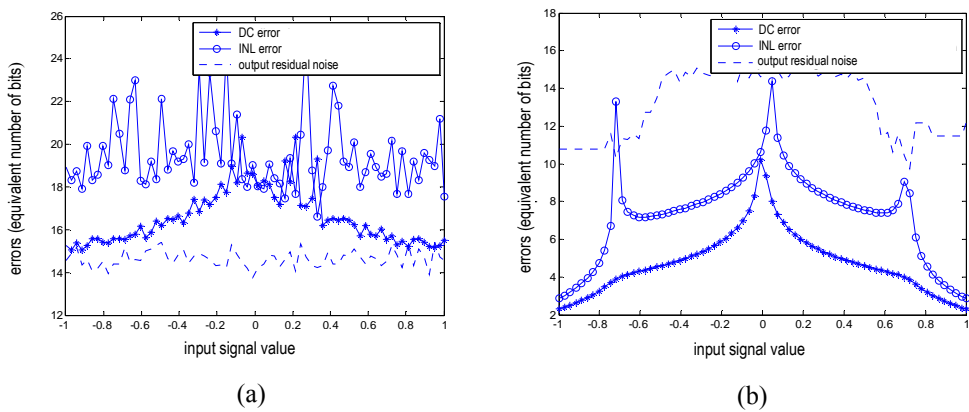 26
24
22
20
18
16
14
12
DC error
INL error
output residual noise
errors (equivalent number of bits)
-1 -0.8 -0.6 -0.4 -0.2 0 0.2 0.4 0.6 0.8 1
input signal value
(a)
18
16
14
12
10
8
6
4
2
DC error
INL error
output residual noise
errors (equivalent number of bits)
-1 -0.8 -0.6 -0.4 -0.2 0 0.2 0.4 0.6 0.8 1
input signal value
(b)